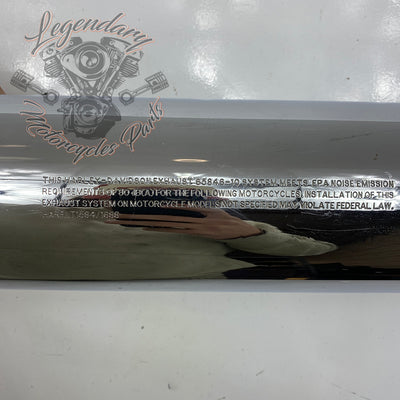 Legendary
Motorcycles Parts
THIS HARLEY-DAVIDSON EXHAUST 65848-10 SYSTEM MEETS EPA NOISE EMISSION
REQUIREMENTS OF 80 dB(A) FOR THE FOLLOWING MOTORCYCLES: INSTALLATION OF THIS
EXHAUST SYSTEM ON MOTORCYCLE MODELS NOT SPECIFIED MAY VIOLATE FEDERAL LAW.